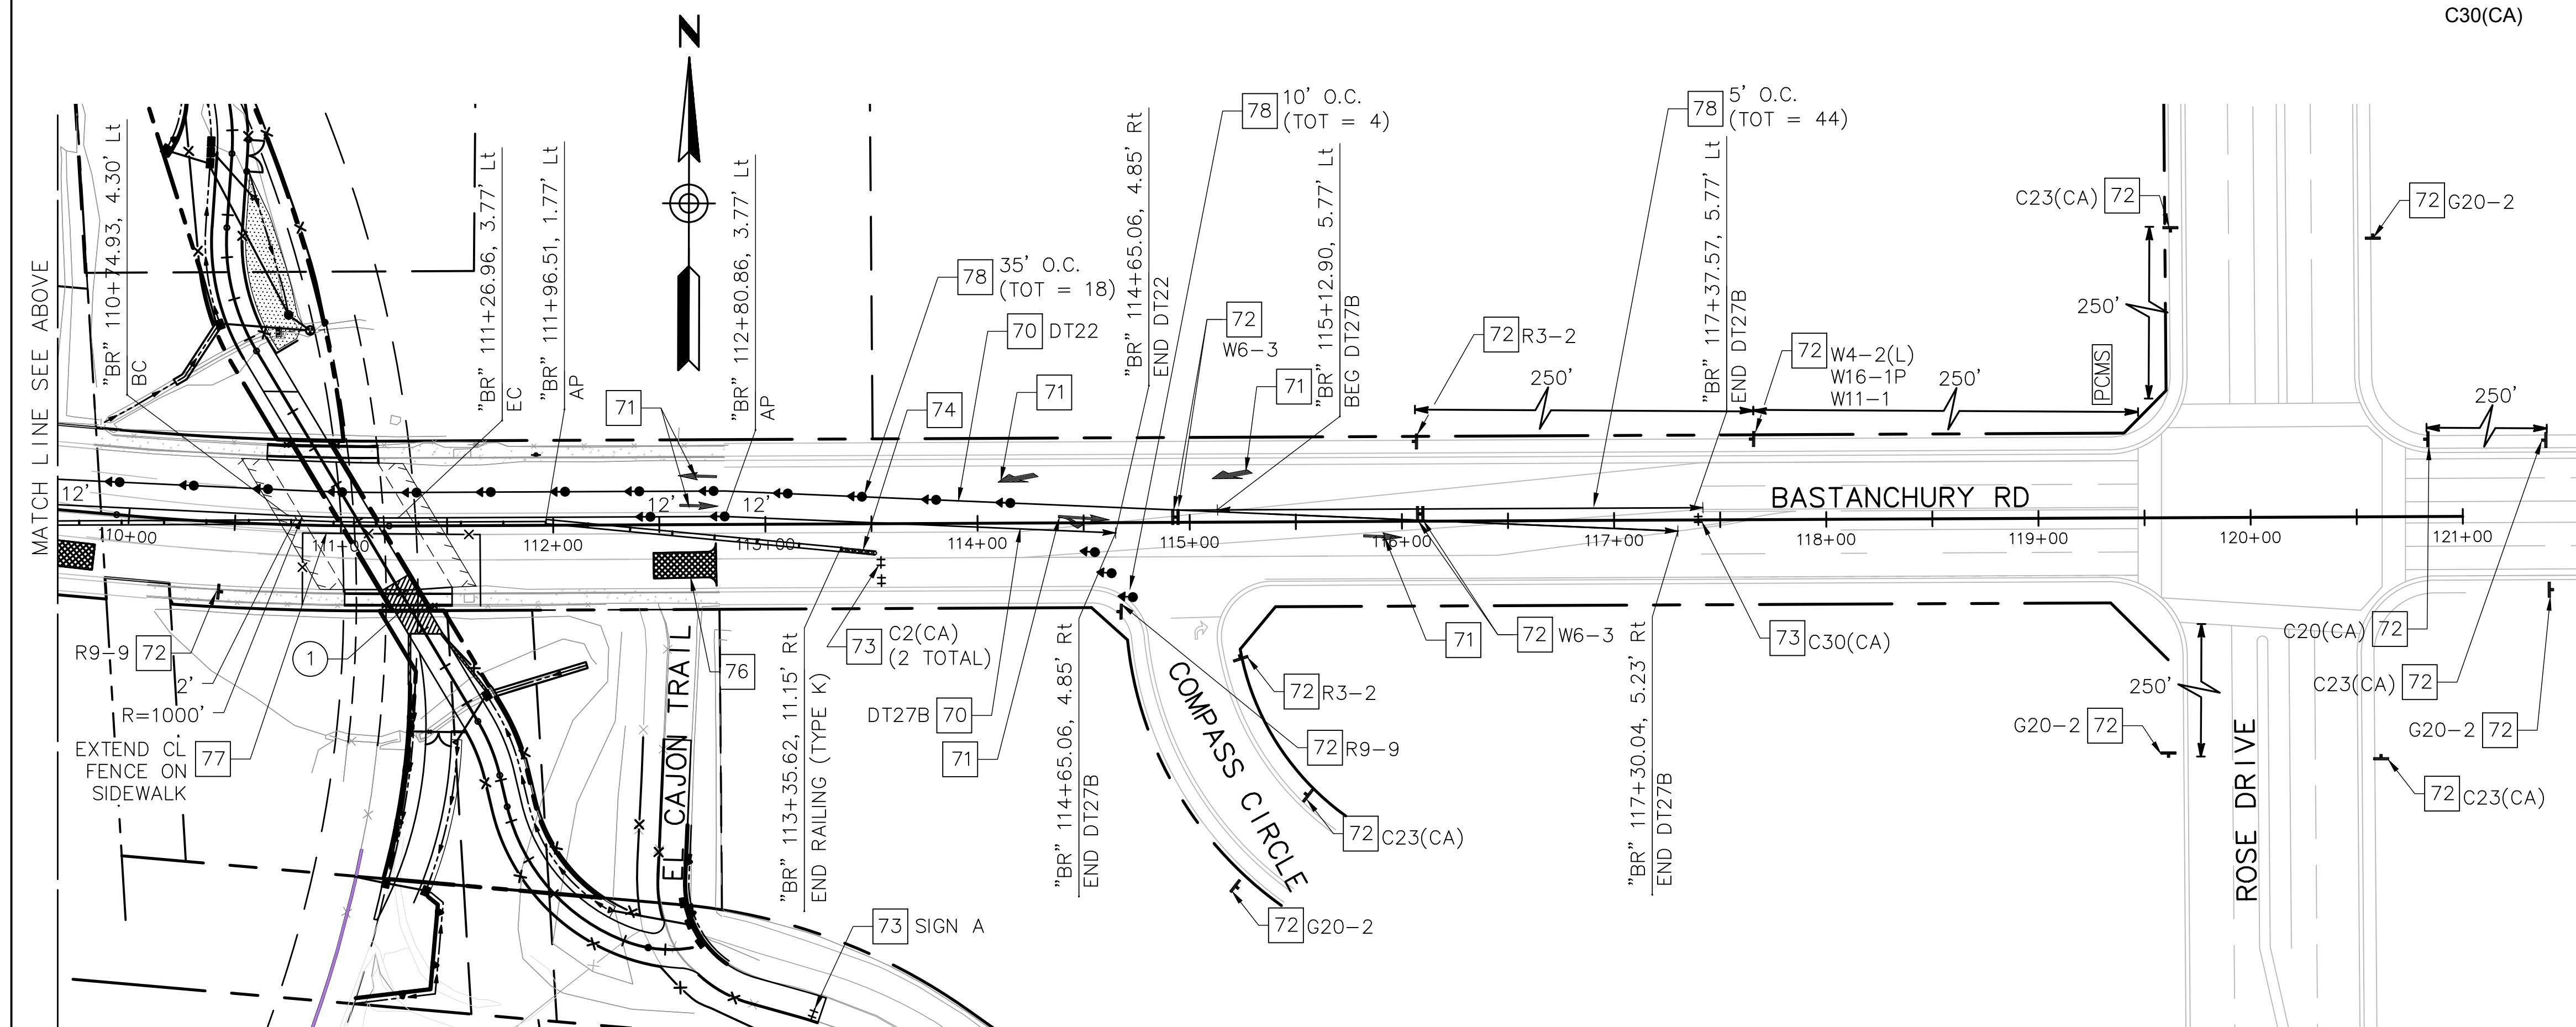 C30(CA)
N
MATCH LINE SEE ABOVE
"BR" 110+74.93, 4.30' Lt
BC
"BR" 111+26.96, 3.77' Lt
EC
"BR" 111+96.51, 1.77' Lt
AP
"BR" 112+80.86, 3.77' Lt
AP
78 35' O.C.
(TOT = 18)
70 DT22
74
71
71
"BR" 114+65.06, 4.85' Rt
END DT22
78 10' O.C.
(TOT = 4)
72
W6-3
71
"BR" 115+12.90, 5.77' Lt
BEG DT27B
72 R3-2
250'
78 5' O.C.
(TOT = 44)
"BR" 117+37.57, 5.77' Lt
END DT27B
72 W4-2(L)
W16-1P
W11-1
250'
PCMS
C23(CA) 72
250'
72 G20-2
250'
12'
12'
12'
BASTANCHURY RD
110+00
111+00
112+00
113+00
114+00
115+00
116+00
117+00
118+00
119+00
120+00
121+00
R9-9 72
2'
R=1000'
EXTEND CL
FENCE ON
SIDEWALK
77
1
EL CAJON TRAIL
76
"BR" 113+35.62, 11.15' Rt
END RAILING (TYPE K)
73 C2(CA)
(2 TOTAL)
DT27B 70
71
"BR" 114+65.06, 4.85' Rt
END DT27B
COMPASS CIRCLE
72 R3-2
72 R9-9
72 C23(CA)
72 G20-2
71
72 W6-3
"BR" 117+30.04, 5.23' Rt
END DT27B
73 C30(CA)
250'
G20-2 72
ROSE DRIVE
C20(CA) 72
C23(CA) 72
G20-2 72
72 C23(CA)
73 SIGN A